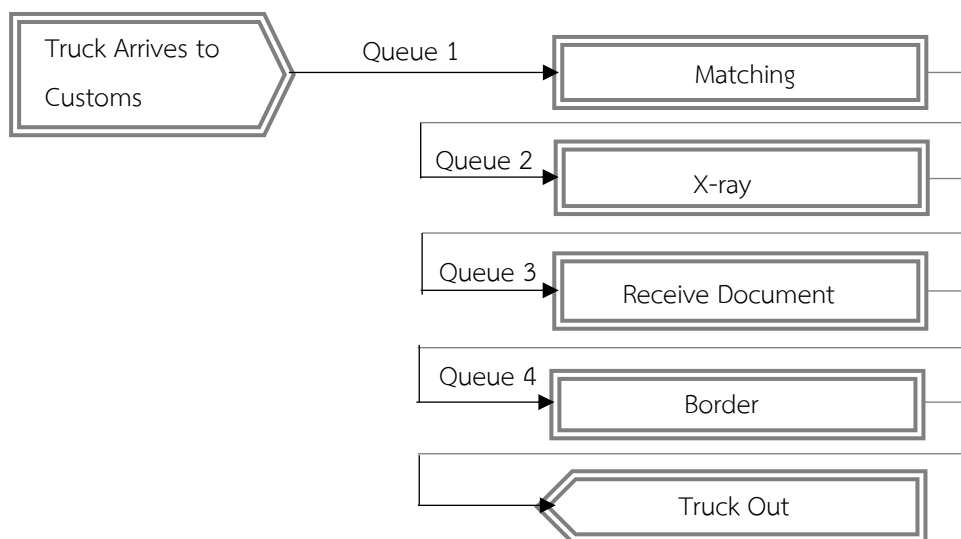 Truck Arrives to
Customs
Queue 1
Matching
Queue 2
X-ray
Queue 3
Receive Document
Queue 4
Border
Truck Out